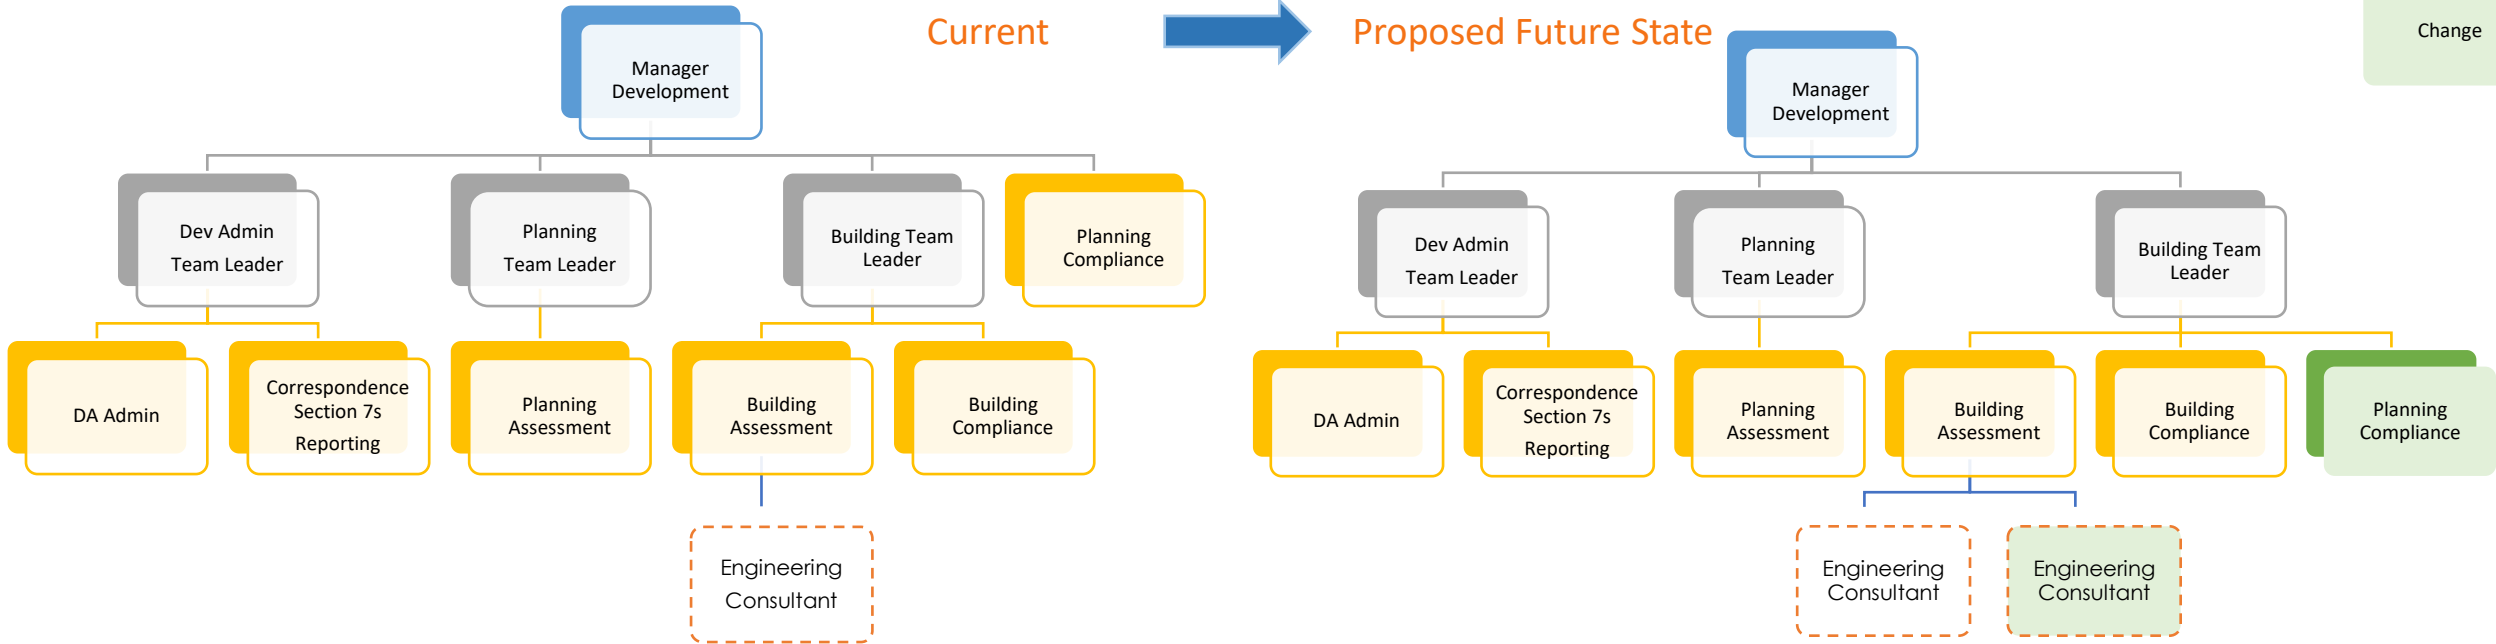 Current
Proposed Future State
Change
Manager
Development
Dev Admin
Team Leader
Planning
Team Leader
Building Team
Leader
Planning
Compliance
DA Admin
Correspondence
Section 7s
Reporting
Planning
Assessment
Building
Assessment
Building
Compliance
Engineering
Consultant
Manager
Development
Dev Admin
Team Leader
Planning
Team Leader
Building Team
Leader
DA Admin
Correspondence
Section 7s
Reporting
Planning
Assessment
Building
Assessment
Building
Compliance
Planning
Compliance
Engineering
Consultant
Engineering
Consultant